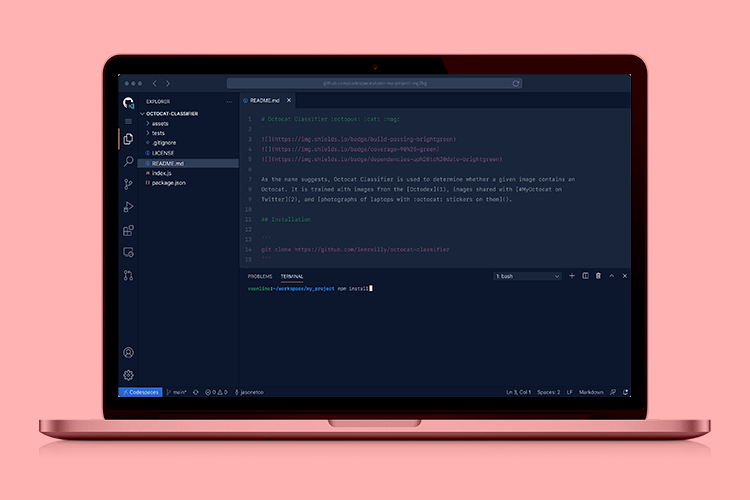 EXPLORER
OCTOCAT-CLASSIFIER
assets
tests
.gitignore
LICENSE
README.md
index.js
package.json
README.md
1 # Octocat Classifier :octopus: :cat: :mag:
2
3 ![](https://img.shields.io/badge/build-passing-brightgreen)
4 ![](https://img.shields.io/badge/coverage-90%25-green)
5 ![](https://img.shields.io/badge/dependencies-up%20to%20date-brightgreen)
6
7 As the name suggests, Octocat Classifier is used to determine whether a given image contains an
8 Octocat. It is trained with images from the [Octodex](1), images shared with [#MyOctocat on
9 Twitter](2), and [photographs of laptops with :octocat: stickers on them]().
10
11 ## Installation
12
13 ```
14 git clone https://github.com/leereilly/octocat-classifier
15 ```
PROBLEMS TERMINAL
1: bash
vsonline:~/workspace/my_project npm install
Codespaces
main*
0 0
Ln 3, Col 1 Spaces: 2 LF Markdown